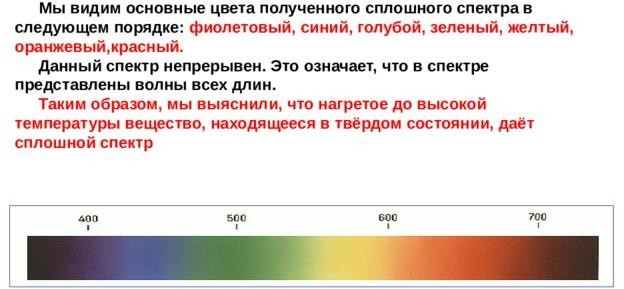 Мы видим основные цвета полученного сплошного спектра в
следующем порядке: фиолетовый, синий, голубой, зеленый, желтый,
оранжевый,красный.
Данный спектр непрерывен. Это означает, что в спектре
представлены волны всех длин.
Таким образом, мы выяснили, что нагретое до высокой
температуры вещество, находящееся в твёрдом состоянии, даёт
сплошной спектр
400 500 600 700